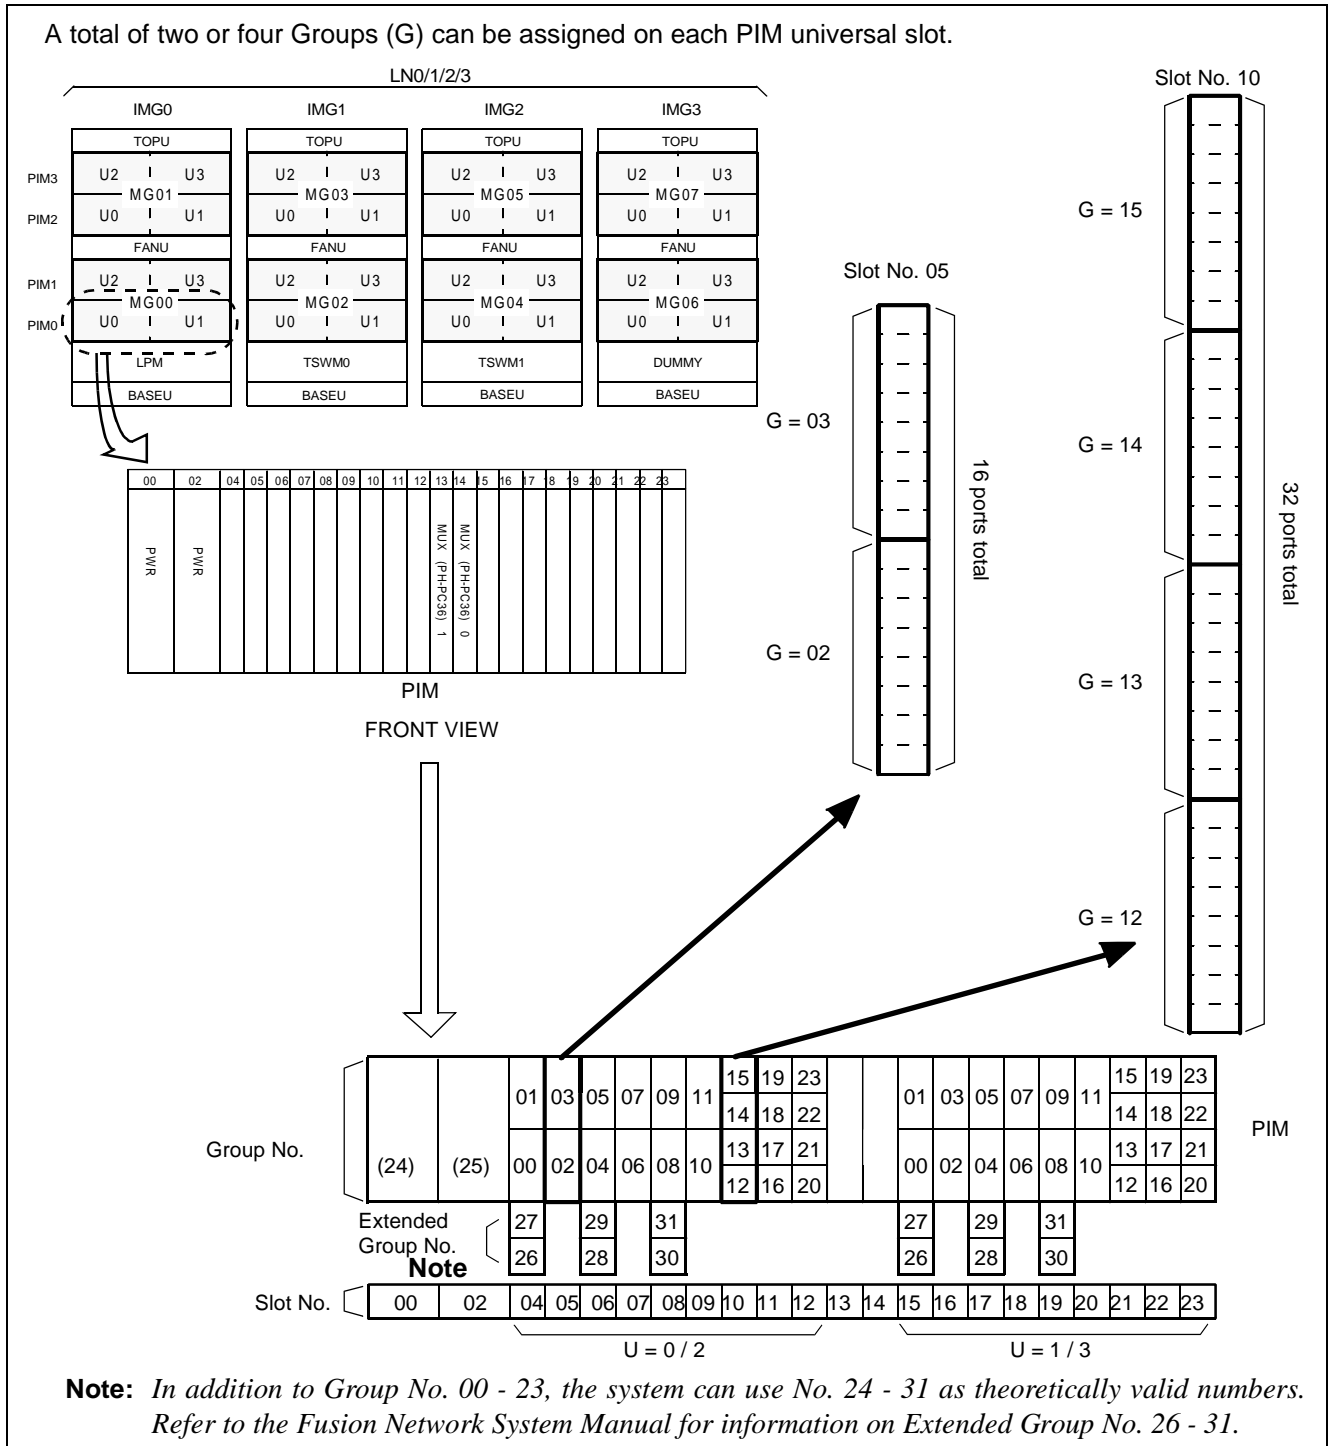 A total of two or four Groups (G) can be assigned on each PIM universal slot.
LN0/1/2/3
IMG0 IMG1 IMG2 IMG3
TOPU TOPU TOPU TOPU
PIM3 U2 U3 U2 U3 U2 U3 U2 U3
MG01 MG03 MG05 MG07
PIM2 U0 U1 U0 U1 U0 U1 U0 U1
FANU FANU FANU FANU
PIM1 U2 U3 U2 U3 U2 U3 U2 U3
MG00 MG02 MG04 MG06
PIM0 U0 U1 U0 U1 U0 U1 U0 U1
LPM TSWM0 TSWM1 DUMMY
BASEU BASEU BASEU BASEU
00 02 04 05 06 07 08 09 10 11 12 13 14 15 16 17 18 19 20 21 22 23
PWR
PWR
MUX (PH-PC36) 1
MUX (PH-PC36) 0
PIM
FRONT VIEW
Slot No. 05
G = 03
G = 02
16 ports total
Slot No. 10
G = 15
G = 14
G = 13
G = 12
32 ports total
Group No.
01 03 05 07 09 11 15 19 23 01 03 05 07 09 11 15 19 23
14 18 22 14 18 22
(24) (25) 00 02 04 06 08 10 13 17 21 00 02 04 06 08 10 13 17 21
12 16 20 12 16 20
PIM
Extended
Group No.
Note
27 29 31 27 29 31
26 28 30 26 28 30
Slot No. 00 02 04 05 06 07 08 09 10 11 12 13 14 15 16 17 18 19 20 21 22 23
U = 0 / 2 U = 1 / 3
Note: In addition to Group No. 00 - 23, the system can use No. 24 - 31 as theoretically valid numbers.
Refer to the Fusion Network System Manual for information on Extended Group No. 26 - 31.